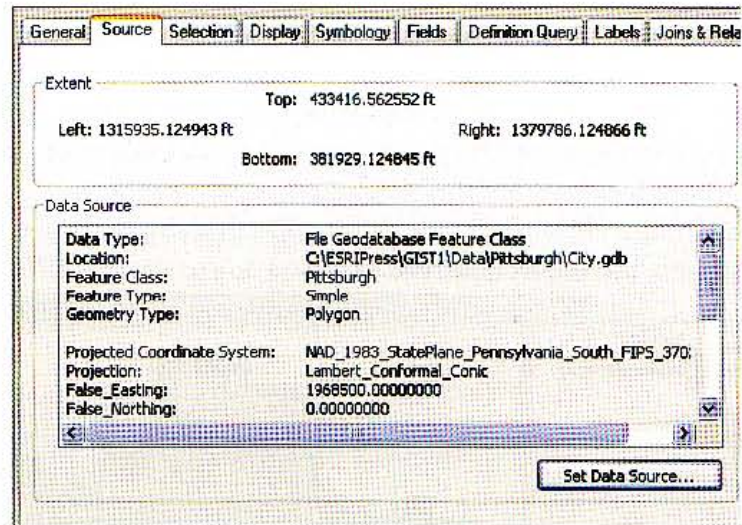 General Source Selection Display Symbology Fields Definition Query Labels Joins & Rela
Extent
Top: 433416.562552 ft
Left: 1315935.124943 ft Right: 1379786.124866 ft
Bottom: 381929.124845 ft
Data Source
Data Type: File Geodatabase Feature Class
Location: C:\ESRIPress\GIST1\Data\Pittsburgh\City.gdb
Feature Class: Pittsburgh
Feature Type: Simple
Geometry Type: Polygon
Projected Coordinate System: NAD_1983_StatePlane_Pennsylvania_South_FIPS_370
Projection: Lambert_Conformal_Conic
False_Easting: 1968500.00000000
False_Northing: 0.00000000
Set Data Source...